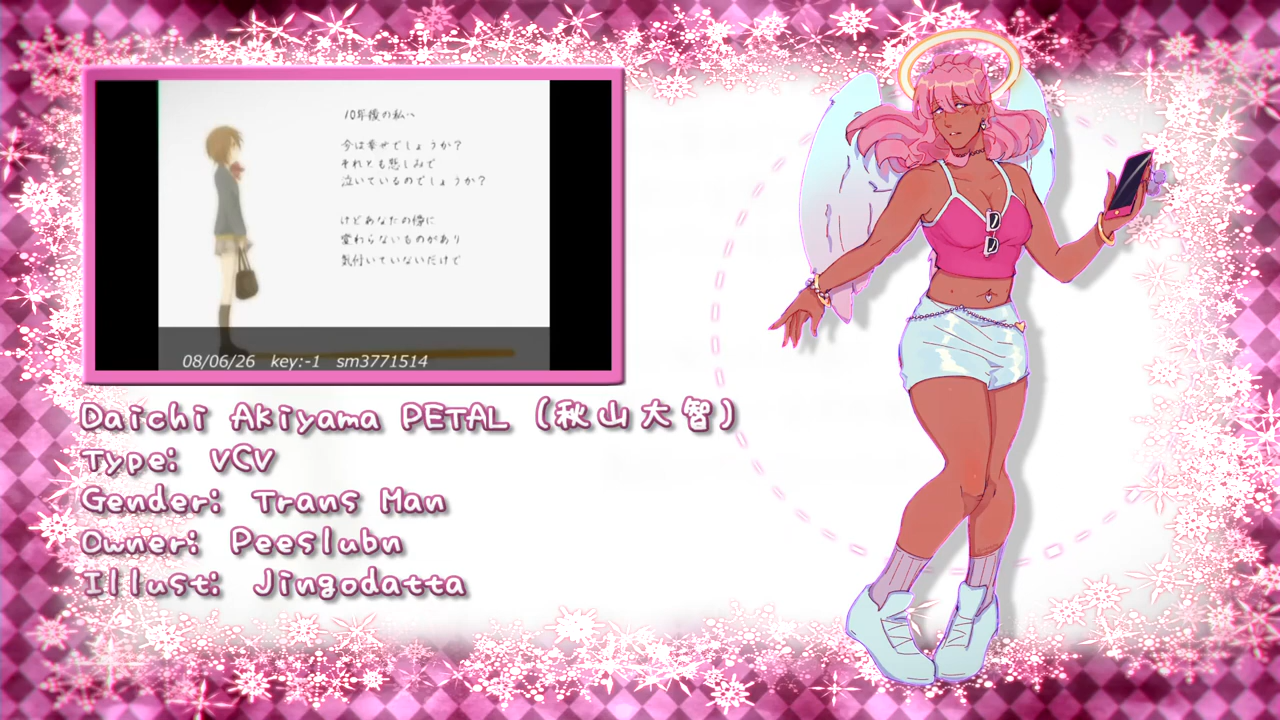 10年後の私へ
今は幸せでしょうか?
それとも悲しみで
泣いているのでしょうか?
けどあなたの傍に
変わらないものがあり
気付いていないだけで
08/06/26 key:-1 sm3771514
Daichi Akiyama PETAL (秋山大智)
Type: VCV
Gender: Trans Man
Owner: Peeslubn
Illust: Jingodatta